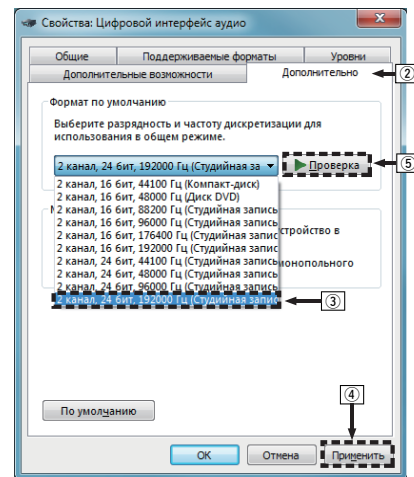 Свойства: Цифровой интерфейс аудио
Общие Поддерживаемые форматы Уровни
Дополнительные возможности Дополнительно ②
Формат по умолчанию
Выберите разрядность и частоту дискретизации для
использования в общем режиме.
2 канал, 24 бит, 192000 Гц (Студийная за Проверка ⑤
2 канал, 16 бит, 44100 Гц (Компакт-диск)
2 канал, 16 бит, 48000 Гц (Диск DVD)
2 канал, 16 бит, 88200 Гц (Студийная запись
2 канал, 16 бит, 96000 Гц (Студийная запись
2 канал, 16 бит, 176400 Гц (Студийная запис тройство в
2 канал, 16 бит, 192000 Гц (Студийная запис
2 канал, 24 бит, 44100 Гц (Студийная запись монопольного
2 канал, 24 бит, 48000 Гц (Студийная запись
2 канал, 24 бит, 96000 Гц (Студийная запись
2 канал, 24 бит, 192000 Гц (Студийная запис ③
④
По умолчанию
OK Отмена Применить